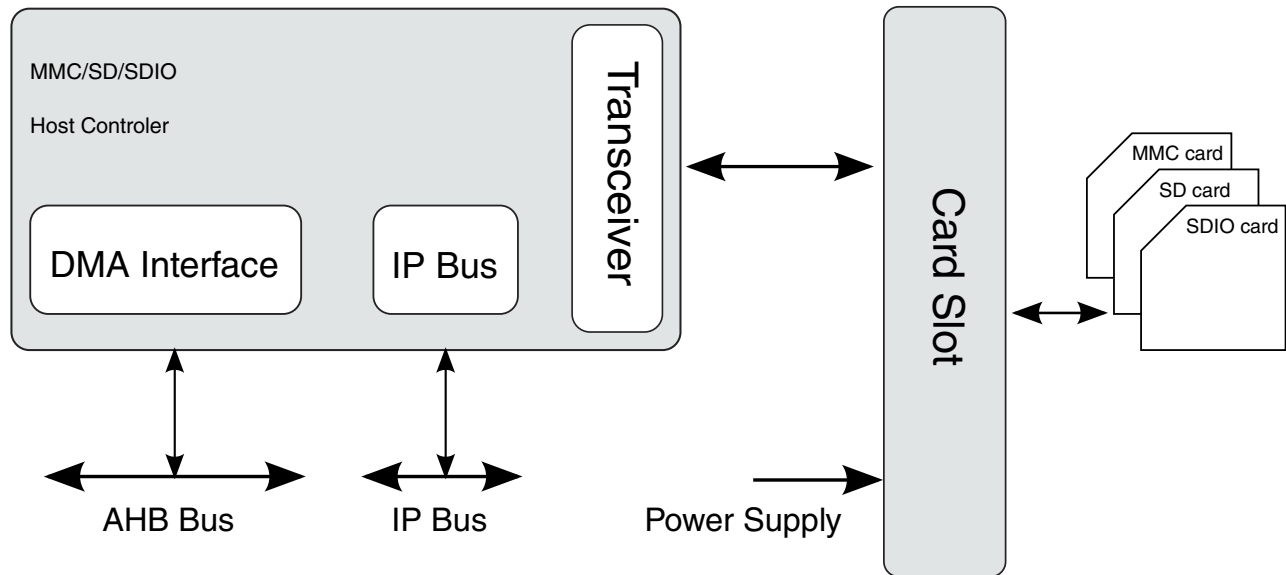 MMC/SD/SDIO
Host Controler
Transceiver
DMA Interface
IP Bus
AHB Bus
IP Bus
Power Supply
Card Slot
MMC card
SD card
SDIO card